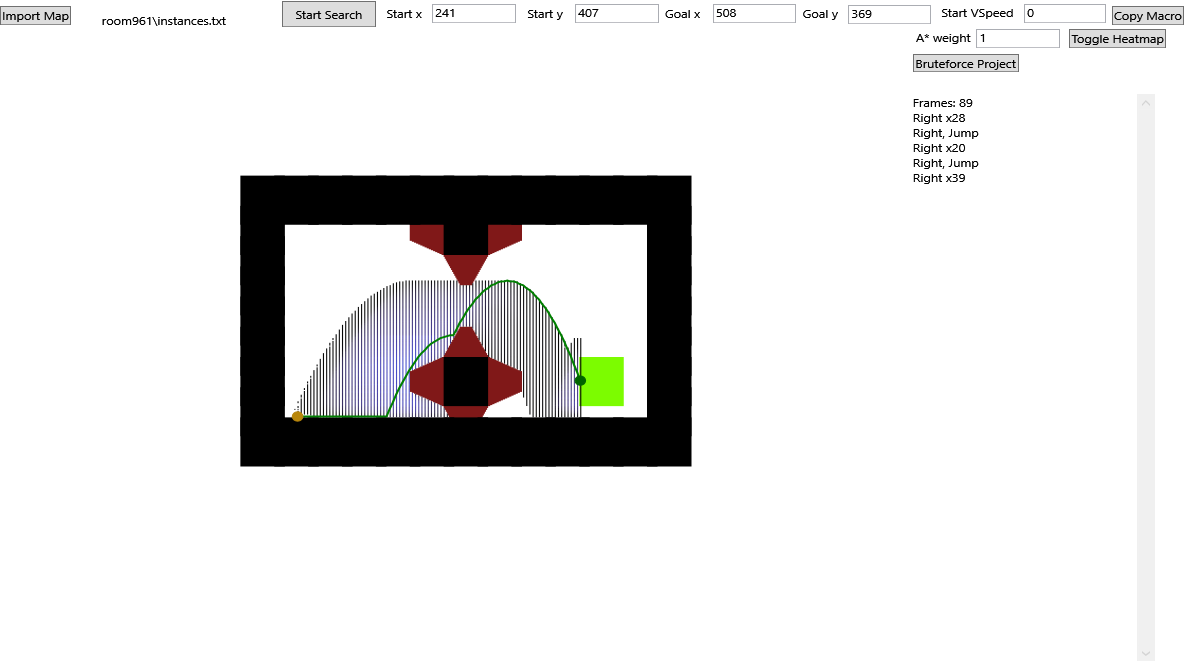 Import Map
room961\instances.txt
Start Search
Start x 241
Start y 407
Goal x 508
Goal y 369
Start VSpeed 0
Copy Macro
A* weight 1
Toggle Heatmap
Bruteforce Project
Frames: 89
Right x28
Right, Jump
Right x20
Right, Jump
Right x39